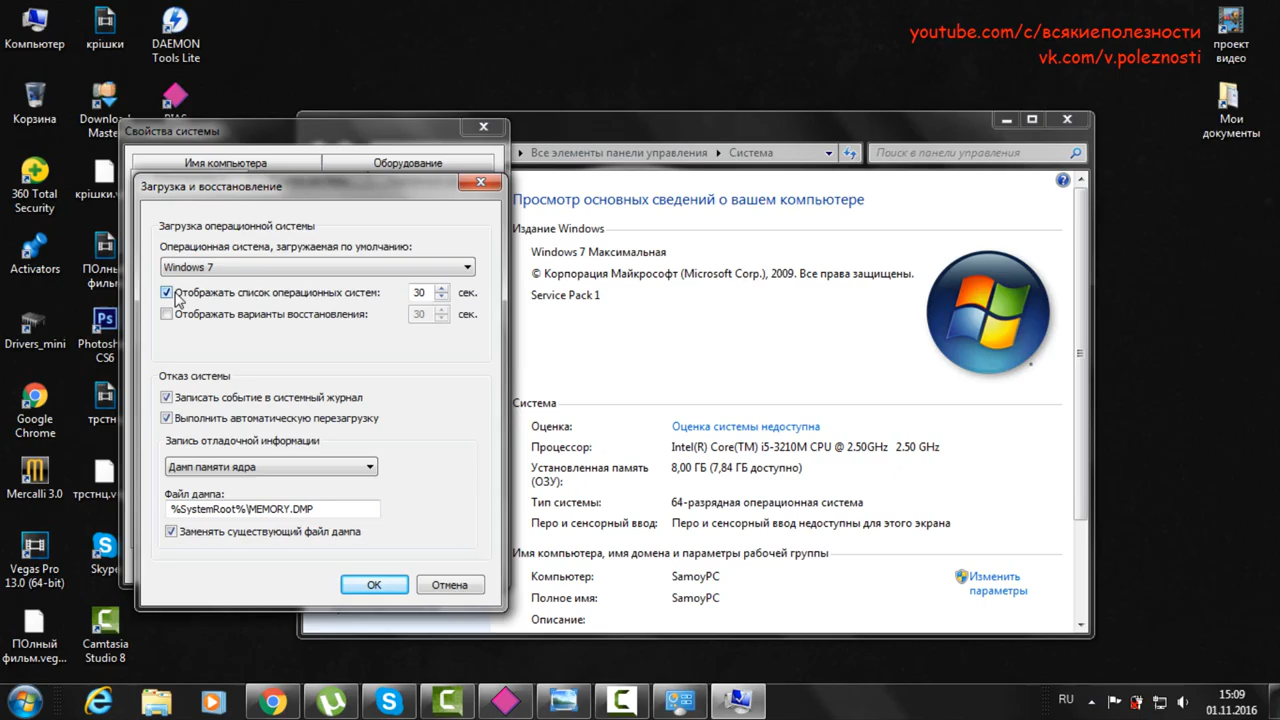 Компьютер
крішки
DAEMON
Tools Lite
youtube.com/c/всякиеполезности
vk.com/v.poleznosti
проект
видео
Корзина
Downlo
Maste
Мои
документы
Свойства системы
Имя компьютера
Оборудование
Все элементы панели управления
Система
Поиск в панели управления
360 Total
Security
крішки.v
Загрузка и восстановление
Загрузка операционной системы
Операционная система, загружаемая по умолчанию:
Windows 7
Отображать список операционных систем:
30
сек.
Отображать варианты восстановления:
30
сек.
Отказ системы
Записать событие в системный журнал
Выполнить автоматическую перезагрузку
Запись отладочной информации
Дамп памяти ядра
Файл дампа:
%SystemRoot%\MEMORY.DMP
Заменять существующий файл дампа
ОК
Отмена
Просмотр основных сведений о вашем компьютере
Издание Windows
Windows 7 Максимальная
© Корпорация Майкрософт (Microsoft Corp.), 2009. Все права защищены.
Service Pack 1
Система
Оценка:
Оценка системы недоступна
Процессор:
Intel(R) Core(TM) i5-3210M CPU @ 2.50GHz 2.50 GHz
Установленная память
(ОЗУ):
8,00 ГБ (7,84 ГБ доступно)
Тип системы:
64-разрядная операционная система
Перо и сенсорный ввод:
Перо и сенсорный ввод недоступны для этого экрана
Имя компьютера, имя домена и параметры рабочей группы
Компьютер:
SamoyPC
Изменить
параметры
Полное имя:
SamoyPC
Описание:
Activators
ПОлный
фильм
Drivers_mini
Photosh
CS6
Google
Chrome
трстн
Mercalli 3.0
трстнц.v
Vegas Pro
13.0 (64-bit)
Skype
ПОлный
фильм.veg...
Camtasia
Studio 8
RU
15:09
01.11.2016